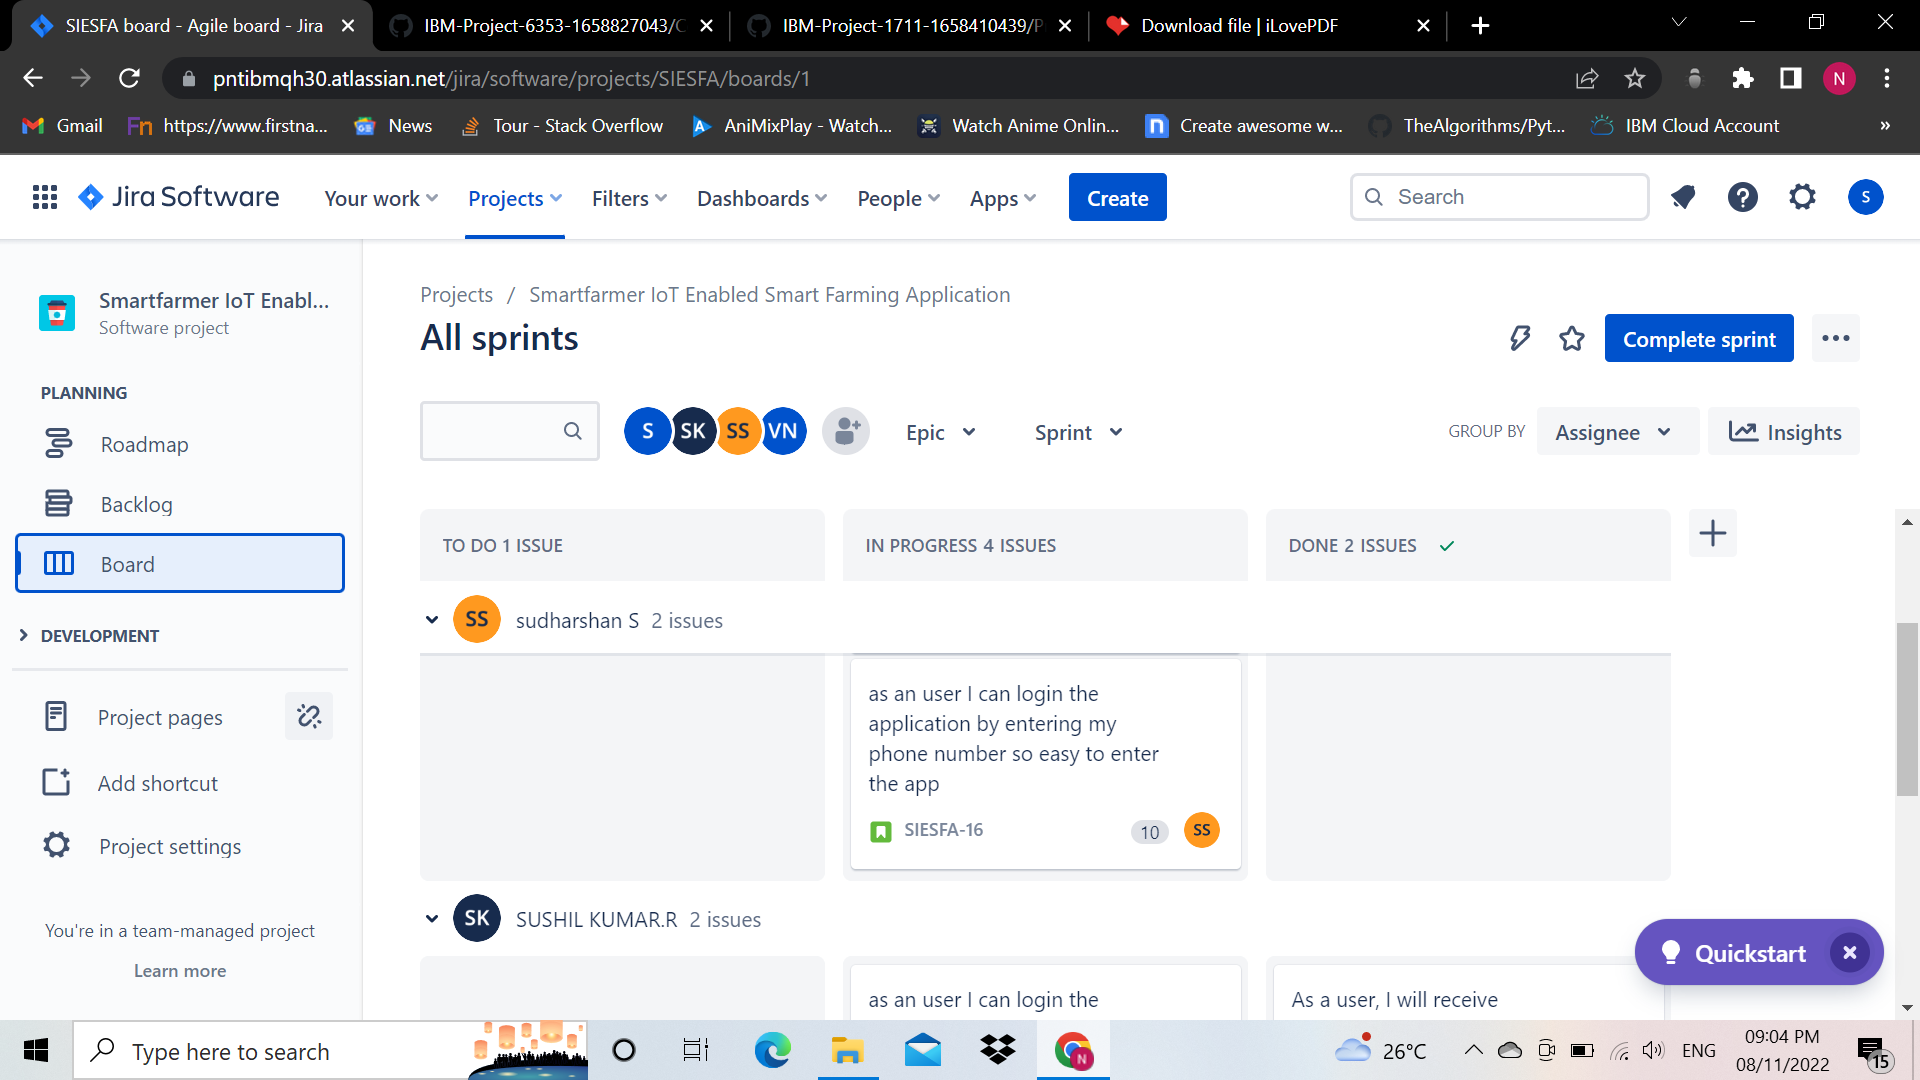 SIESFA board - Agile board - Jira
IBM-Project-6353-1658827043/C
IBM-Project-1711-1658410439/P
Download file | iLovePDF
pntibmqh30.atlassian.net/jira/software/projects/SIESFA/boards/1
N
Gmail
Fn https://www.firstna...
News
Tour - Stack Overflow
AniMixPlay - Watch...
Watch Anime Onlin...
Create awesome w...
TheAlgorithms/Pyt...
IBM Cloud Account
»
Jira Software
Your work
Projects
Filters
Dashboards
People
Apps
Create
Search
S
Smartfarmer IoT Enabl...
Software project
PLANNING
Roadmap
Backlog
Board
DEVELOPMENT
Project pages
Add shortcut
Project settings
You're in a team-managed project
Learn more
Projects / Smartfarmer IoT Enabled Smart Farming Application
All sprints
Complete sprint
S SK SS VN
Epic
Sprint
GROUP BY
Assignee
Insights
TO DO 1 ISSUE
IN PROGRESS 4 ISSUES
DONE 2 ISSUES
SS sudharshan S 2 issues
as an user I can login the
application by entering my
phone number so easy to enter
the app
SIESFA-16
10
SS
SK SUSHIL KUMAR.R 2 issues
as an user I can login the
As a user, I will receive
Quickstart
Type here to search
N
26°C
ENG
09:04 PM
08/11/2022
15